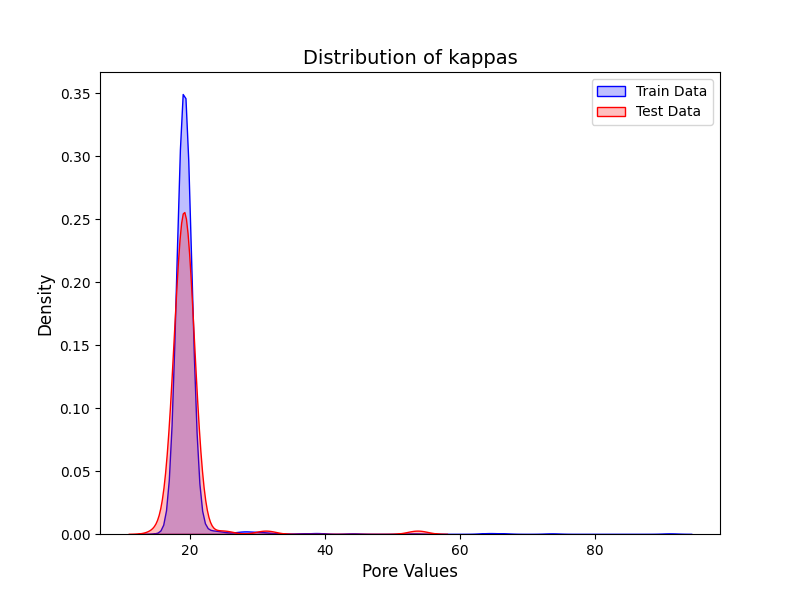 Distribution of kappas
Train Data
Test Data
0.35
0.30
0.25
0.20
0.15
0.10
0.05
0.00
Density
20 40 60 80
Pore Values